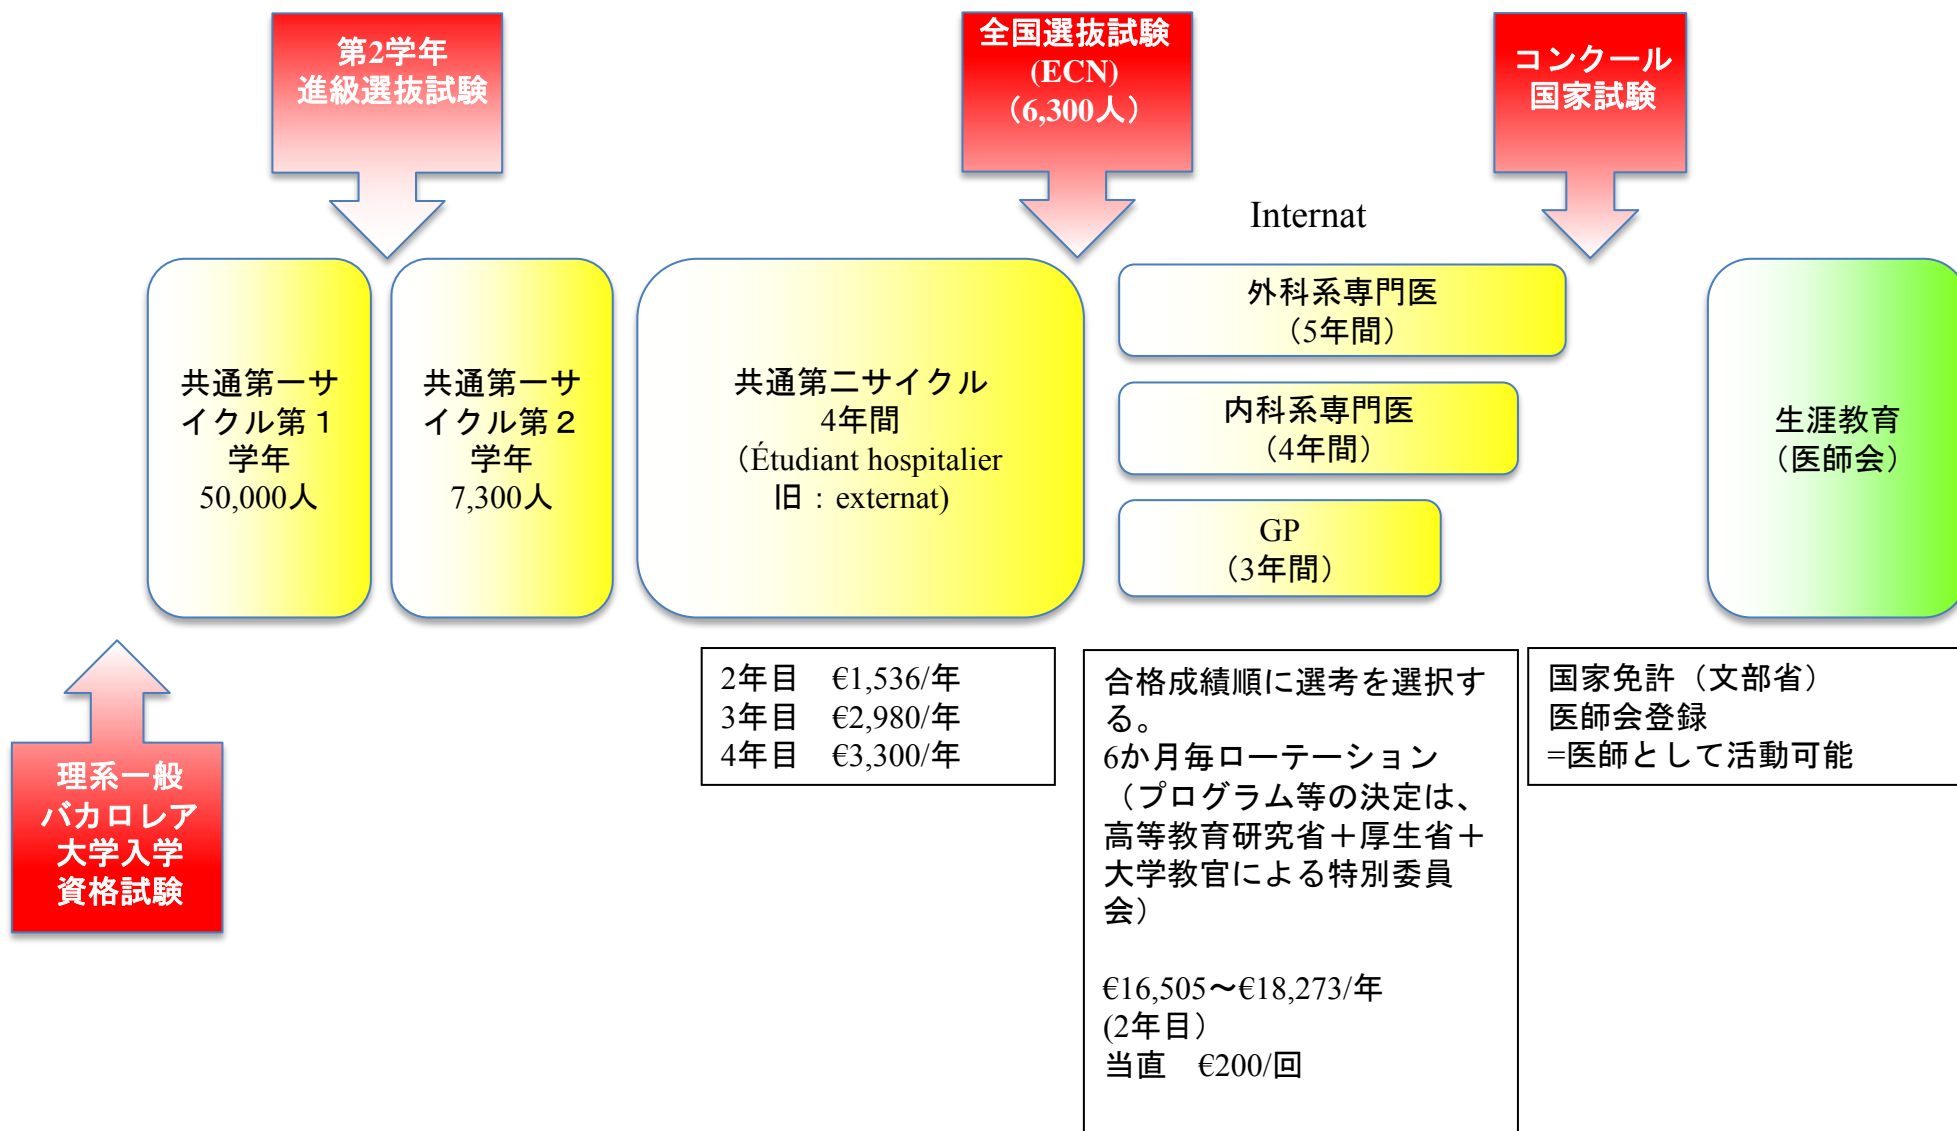 第2学年
進級選抜試験
全国選抜試験
(ECN)
（6,300人）
コンクール
国家試験
Internat
共通第一サ
イクル第１
学年
50,000人
共通第一サ
イクル第２
学年
7,300人
共通第二サイクル
4年間
（Étudiant hospitalier
旧：externat)
外科系専門医
（5年間）
内科系専門医
（4年間）
GP
（3年間）
生涯教育
（医師会）
理系一般
バカロレア
大学入学
資格試験
2年目　€1,536/年
3年目　€2,980/年
4年目　€3,300/年
合格成績順に選考を選択す
る。
6か月毎ローテーション
（プログラム等の決定は、
高等教育研究省＋厚生省＋
大学教官による特別委員
会）
€16,505〜€18,273/年
(2年目）
当直　€200/回
国家免許（文部省）
医師会登録
=医師として活動可能